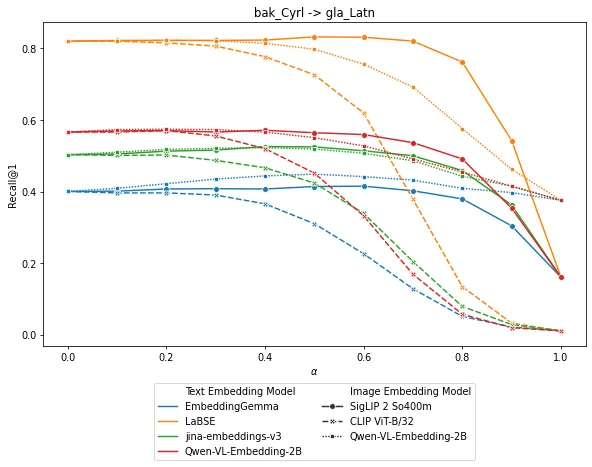 bak_Cyrl -> gla_Latn
Recall@1
0.8
0.6
0.4
0.2
0.0
0.0
0.2
0.4
0.6
0.8
1.0
α
Text Embedding Model
EmbeddingGemma
LaBSE
jina-embeddings-v3
Qwen-VL-Embedding-2B
Image Embedding Model
SigLIP 2 So400m
CLIP ViT-B/32
Qwen-VL-Embedding-2B